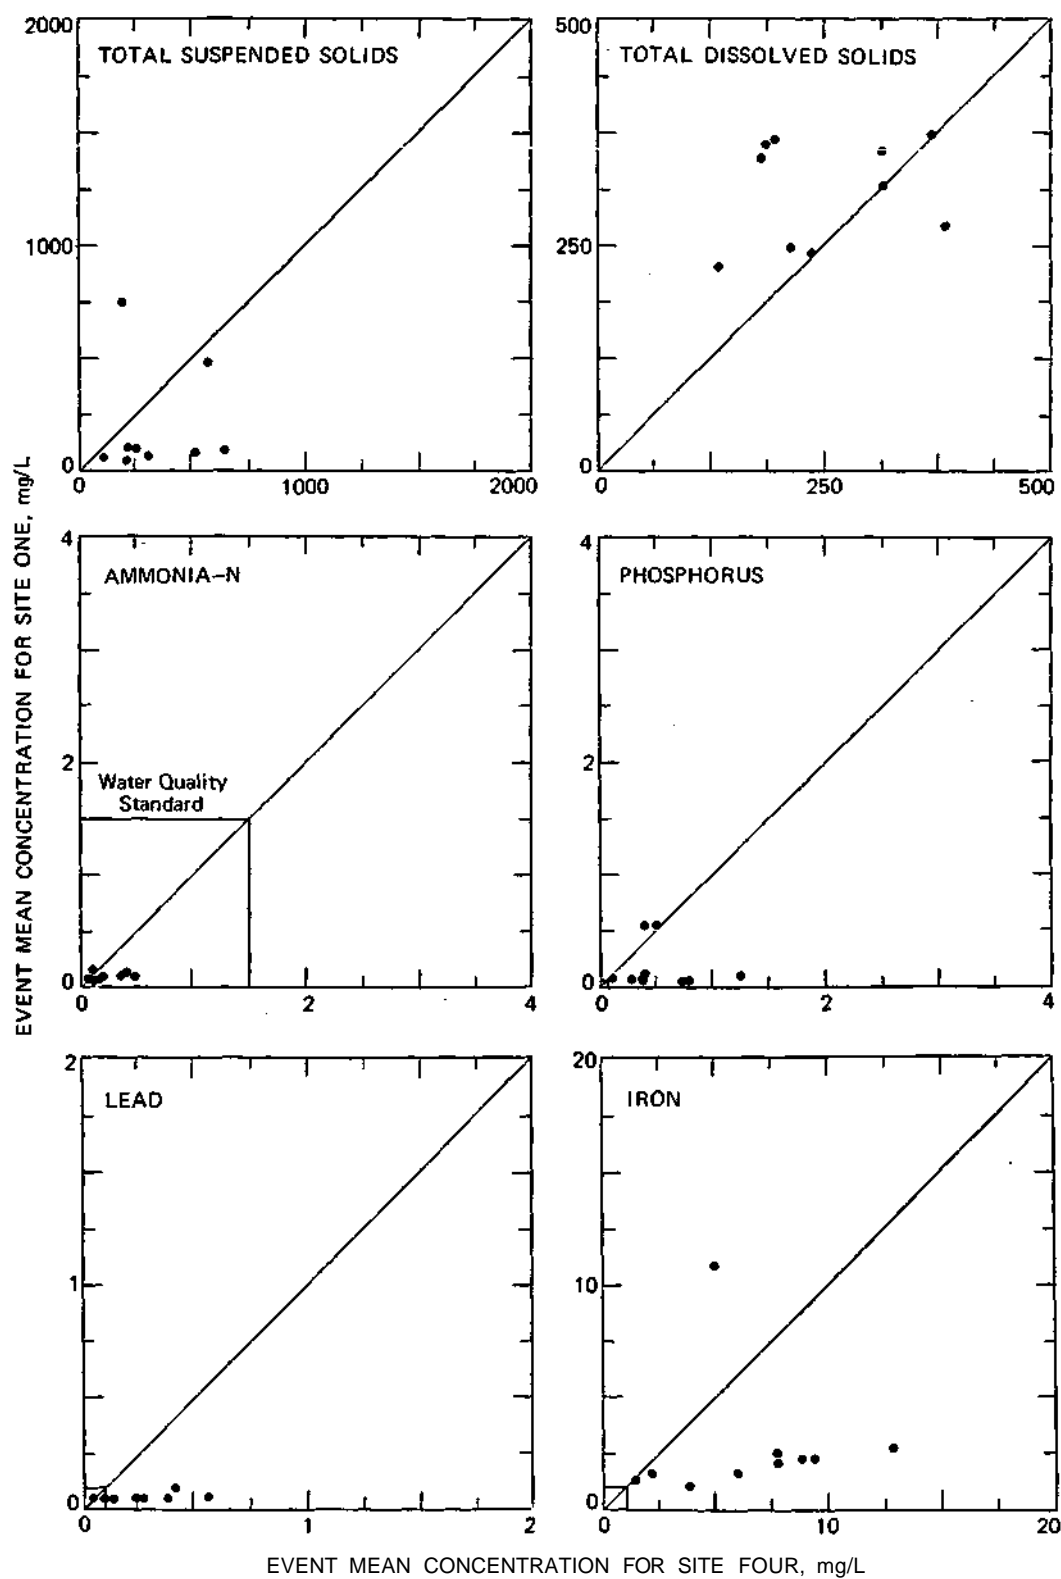 2000
TOTAL SUSPENDED SOLIDS
1000
0
0 1000 2000
500
TOTAL DISSOLVED SOLIDS
250
0
0 250 500
EVENT MEAN CONCENTRATION FOR SITE ONE, mg/L
4
AMMONIA-N
2
Water Quality
Standard
0
0 2 4
4
PHOSPHORUS
2
0
0 2 4
2
LEAD
1
0
0 1 2
20
IRON
10
0
0 10 20
EVENT MEAN CONCENTRATION FOR SITE FOUR, mg/L